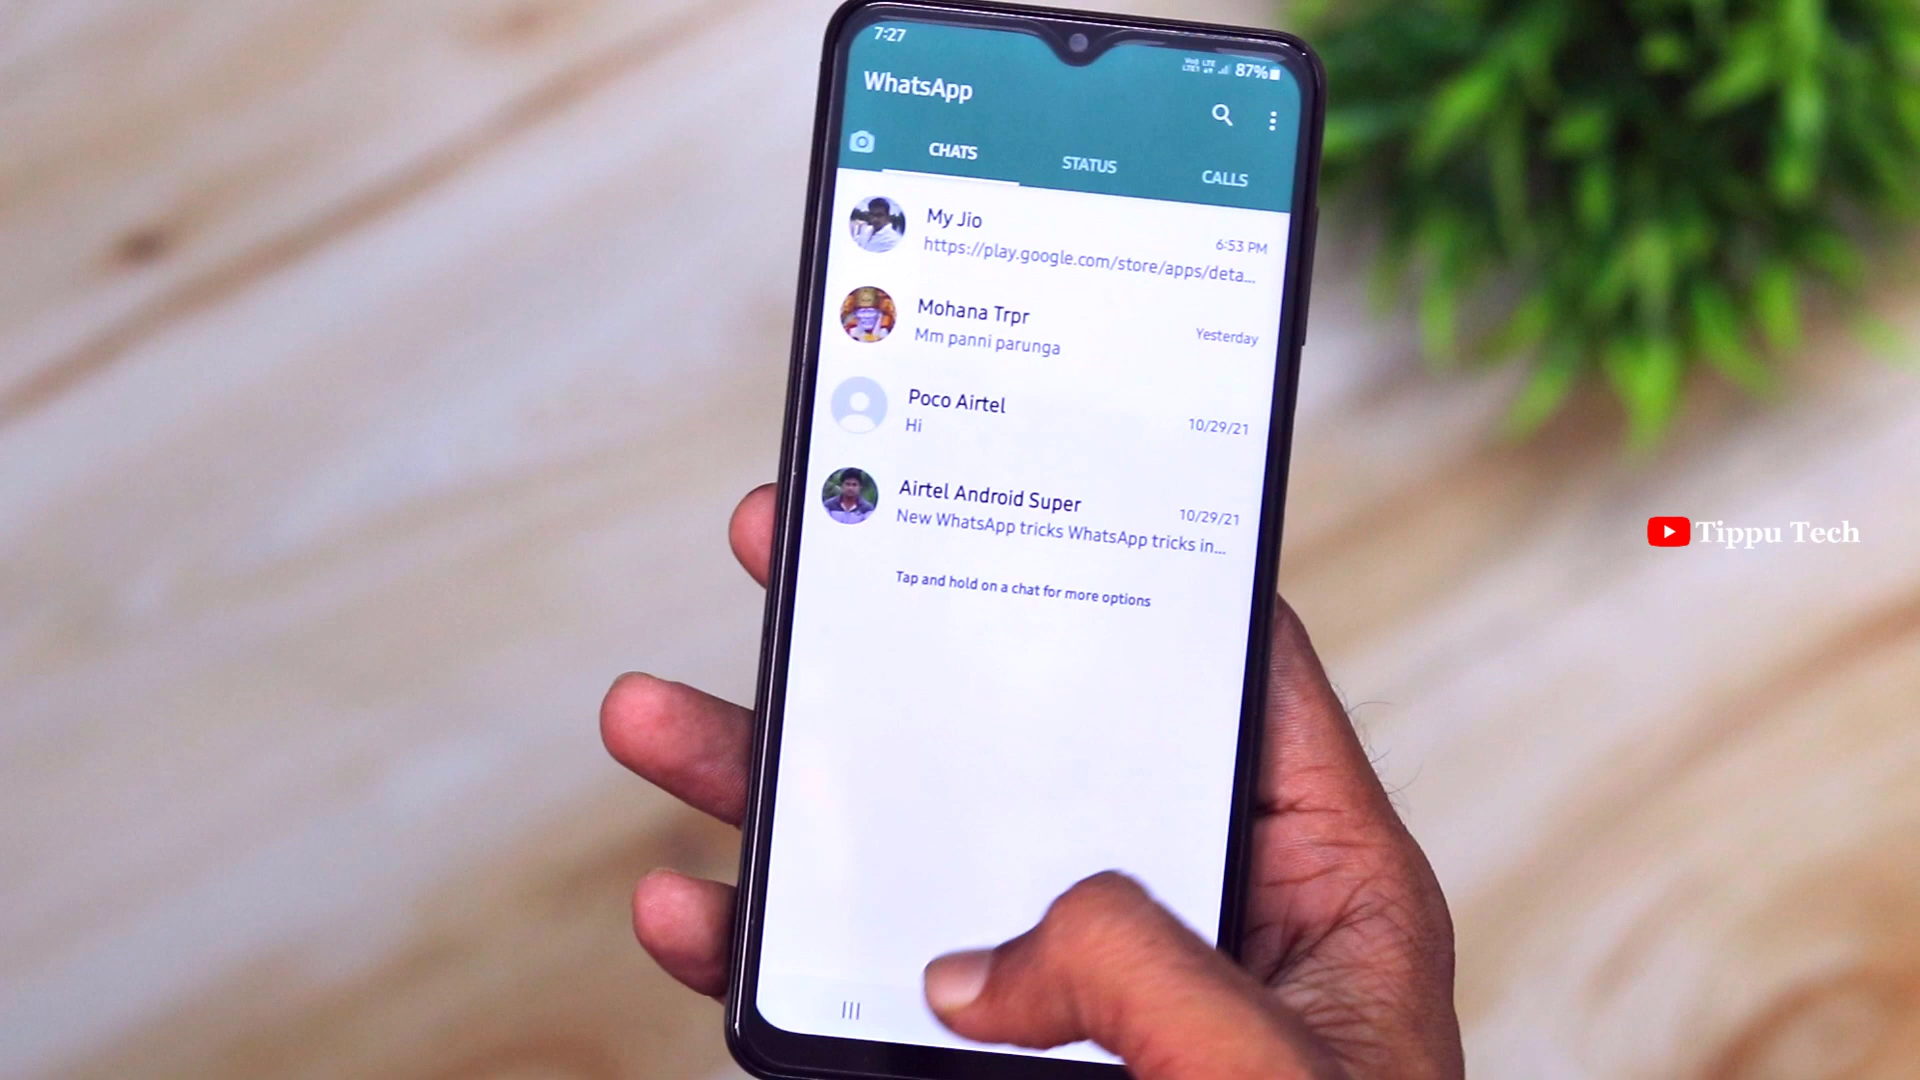 7:27
87%
WhatsApp
CHATS
STATUS
CALLS
My Jio
6:53 PM
https://play.google.com/store/apps/deta...
Mohana Trpr
Yesterday
Mm panni parunga
Poco Airtel
10/29/21
Hi
Airtel Android Super
10/29/21
New WhatsApp tricks WhatsApp tricks in...
Tap and hold on a chat for more options
Tippu Tech